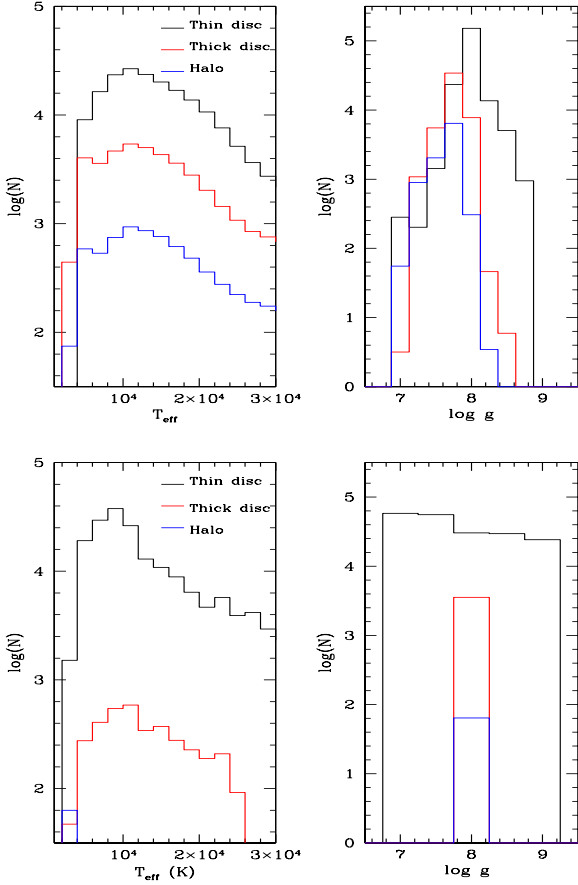 5
4
3
2
log(N)
Thin disc
Thick disc
Halo
10⁴
2×10⁴
3×10⁴
T_eff
5
4
3
2
1
0
log(N)
7
8
9
log g
5
4
3
2
log(N)
Thin disc
Thick disc
Halo
10⁴
2×10⁴
3×10⁴
T_eff (K)
5
4
3
2
1
0
log(N)
7
8
9
log g